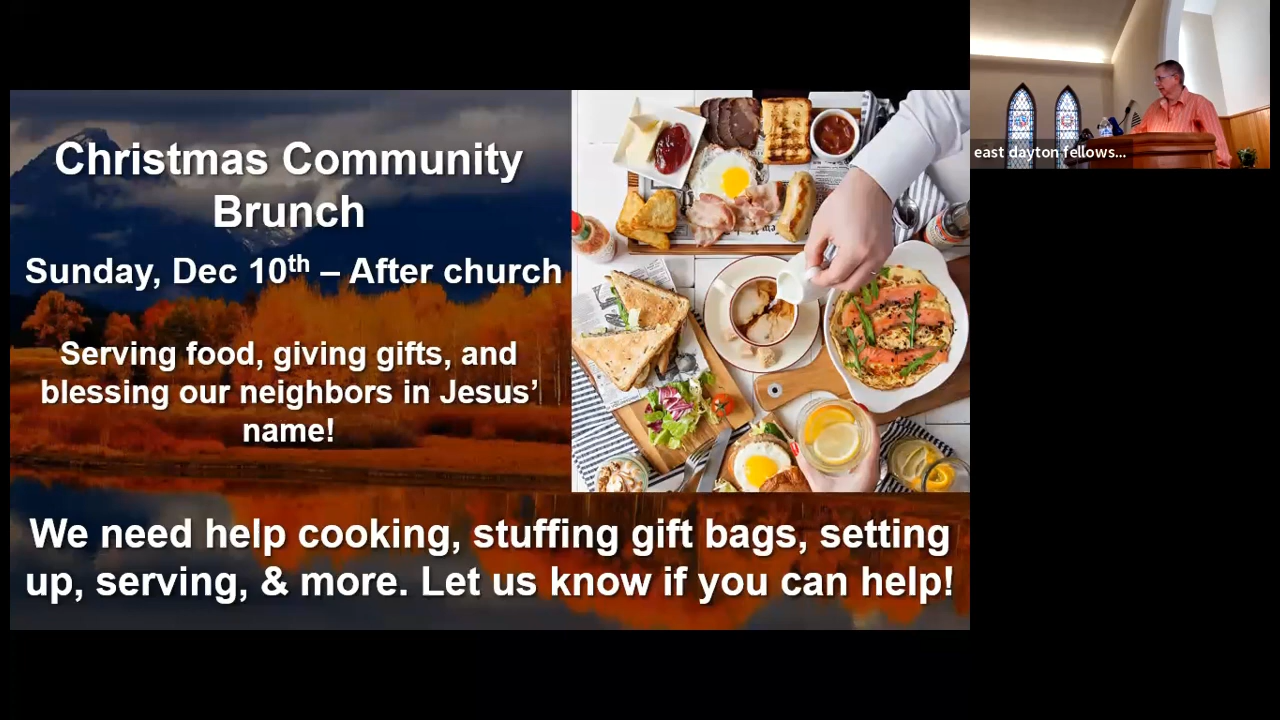 Christmas Community
Brunch
Sunday, Dec 10th – After church
Serving food, giving gifts, and
blessing our neighbors in Jesus’
name!
We need help cooking, stuffing gift bags, setting
up, serving, & more. Let us know if you can help!
east dayton fellows...